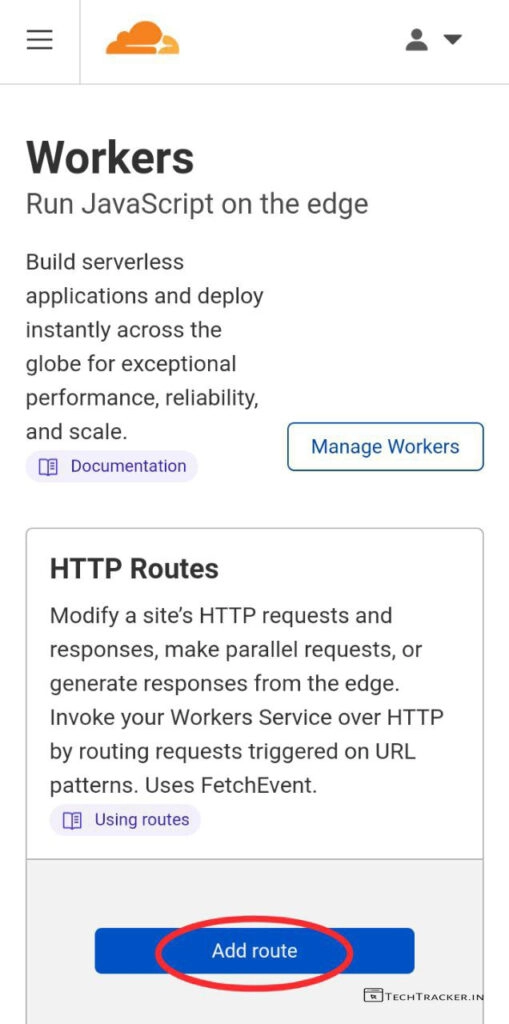 Workers
Run JavaScript on the edge
Build serverless
applications and deploy
instantly across the
globe for exceptional
performance, reliability,
and scale.
Documentation
Manage Workers
HTTP Routes
Modify a site’s HTTP requests and
responses, make parallel requests, or
generate responses from the edge.
Invoke your Workers Service over HTTP
by routing requests triggered on URL
patterns. Uses FetchEvent.
Using routes
Add route
TECHTRACKER.IN